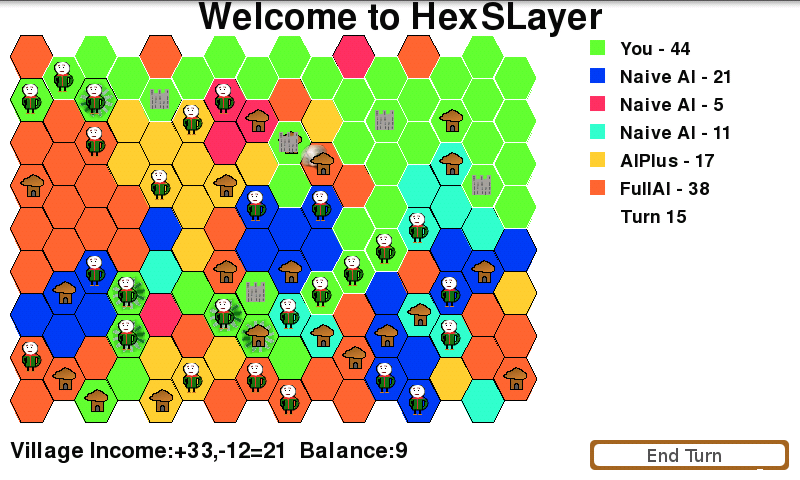 Welcome to HexSLayer
You - 44
Naive AI - 21
Naive AI - 5
Naive AI - 11
AIPlus - 17
FullAI - 38
Turn 15
Village Income:+33,-12=21 Balance:9
End Turn